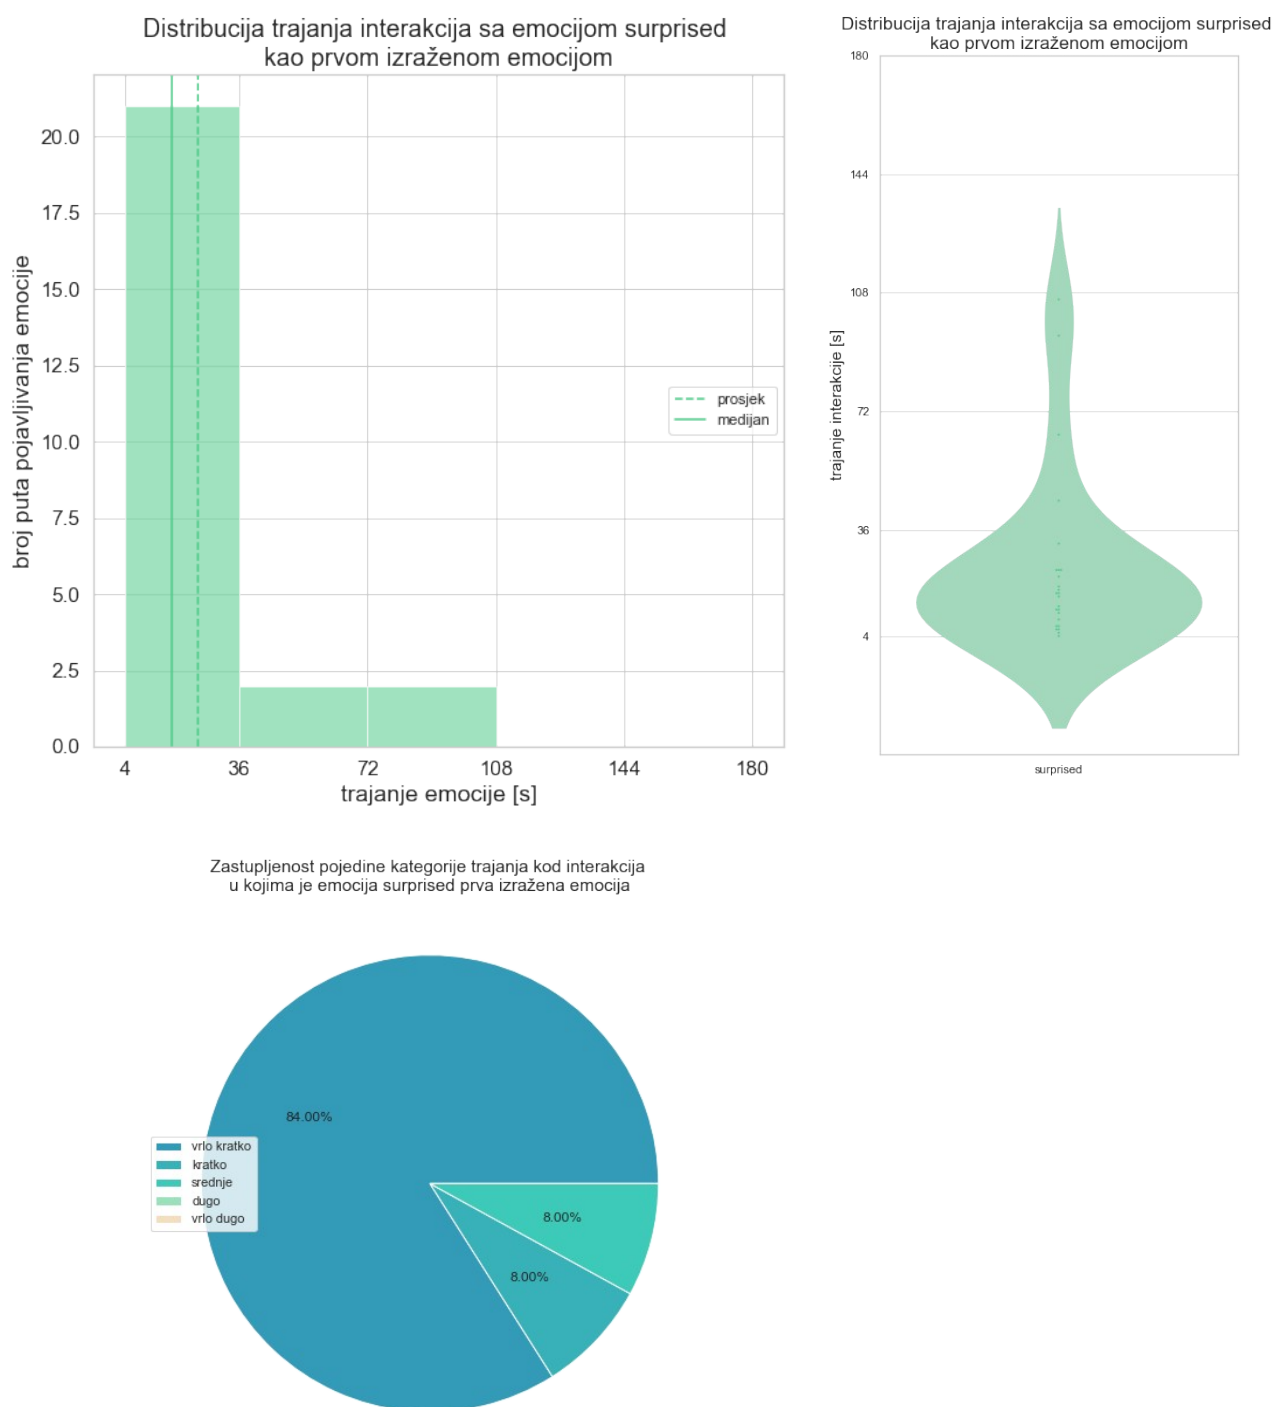 Distribucija trajanja interakcija sa emocijom surprised
kao prvom izraženom emocijom
20.0
17.5
15.0
12.5
10.0
7.5
5.0
2.5
0.0
broj puta pojavljivanja emocije
prosjek
medijan
4 36 72 108 144 180
trajanje emocije [s]
Distribucija trajanja interakcija sa emocijom surprised
kao prvom izraženom emocijom
180
144
108
72
36
4
trajanje interakcije [s]
surprised
Zastupljenost pojedine kategorije trajanja kod interakcija
u kojima je emocija surprised prva izražena emocija
84.00%
vrlo kratko
kratko
srednje
dugo
vrlo dugo
8.00%
8.00%